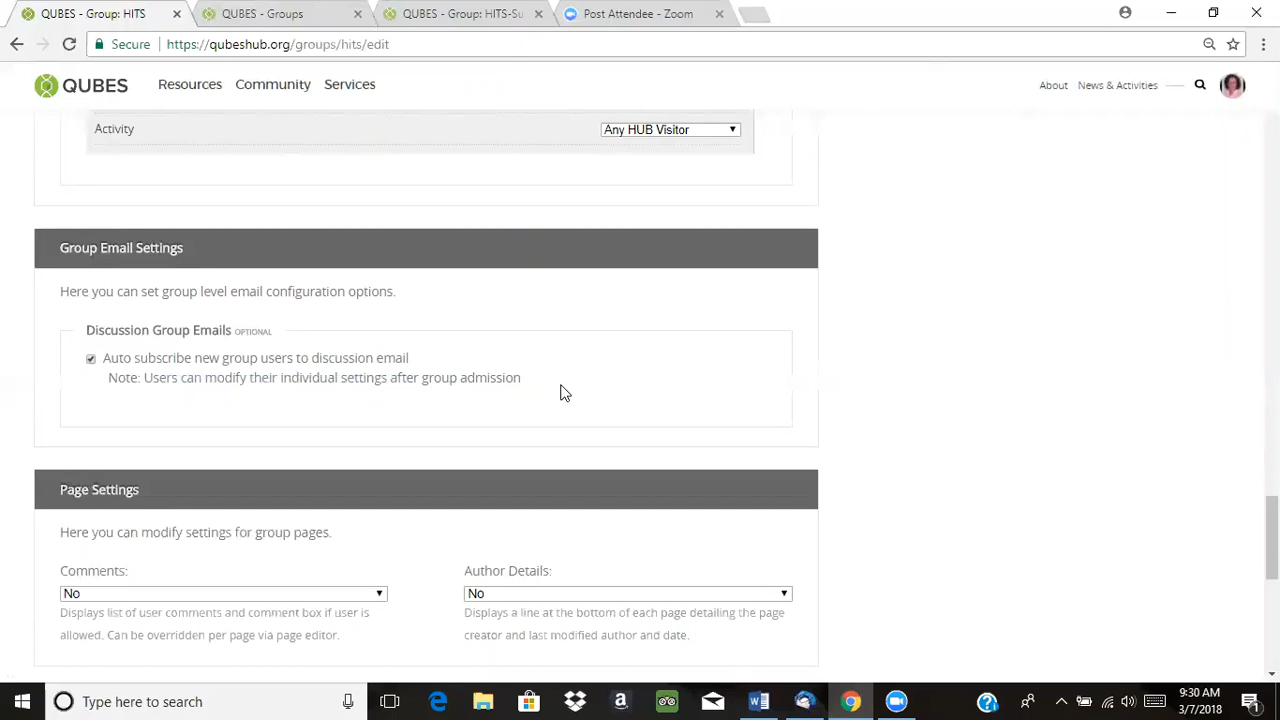 QUBES - Group: HITS
QUBES - Groups
QUBES - Group: HITS-Su
Post Attendee - Zoom
Secure
https://qubeshub.org/groups/hits/edit
QUBES
Resources
Community
Services
About
News & Activities
Activity
Any HUB Visitor
Group Email Settings
Here you can set group level email configuration options.
Discussion Group Emails OPTIONAL
Auto subscribe new group users to discussion email
Note: Users can modify their individual settings after group admission
Page Settings
Here you can modify settings for group pages.
Comments:
Author Details:
No
No
Displays list of user comments and comment box if user is
allowed. Can be overridden per page via page editor.
Displays a line at the bottom of each page detailing the page
creator and last modified author and date.
Type here to search
9:30 AM
3/7/2018